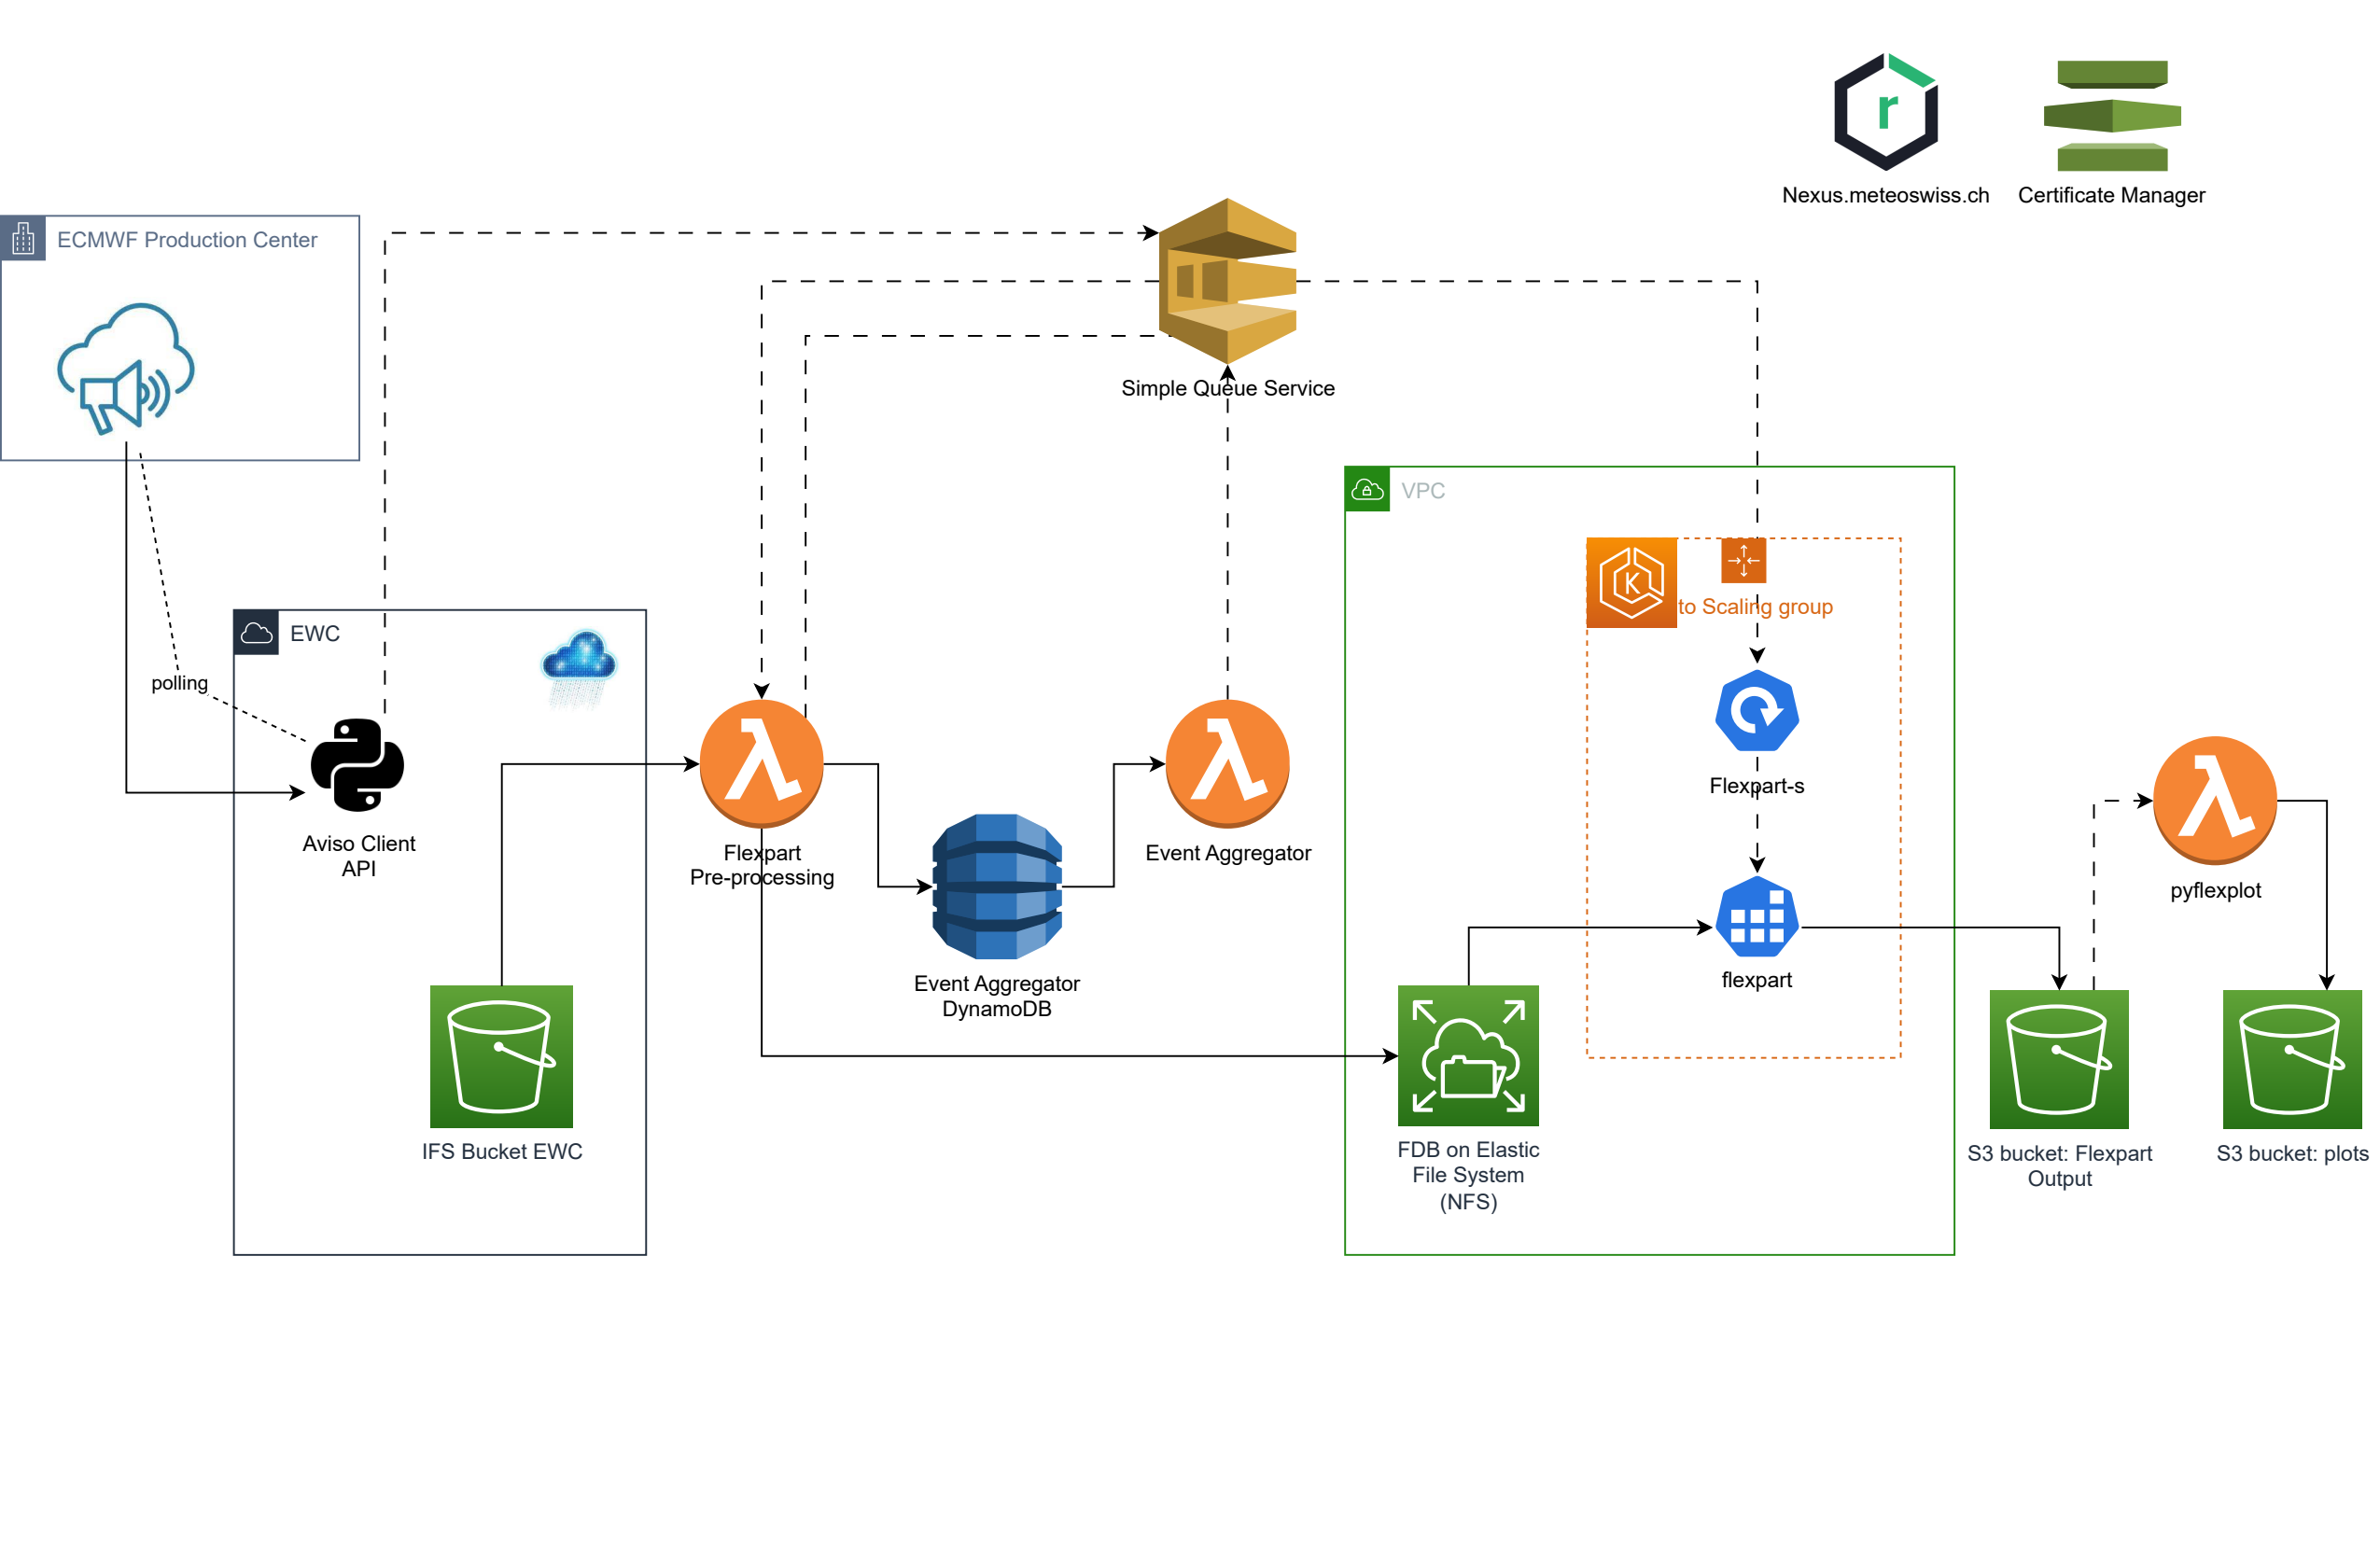 r
Nexus.meteoswiss.ch
Certificate Manager
ECMWF Production Center
Simple Queue Service
VPC
K
to Scaling group
EWC
polling
Aviso Client
API
Flexpart
Pre-processing
Event Aggregator
Flexpart-s
pyflexplot
Event Aggregator
DynamoDB
flexpart
IFS Bucket EWC
FDB on Elastic
File System
(NFS)
S3 bucket: Flexpart
Output
S3 bucket: plots